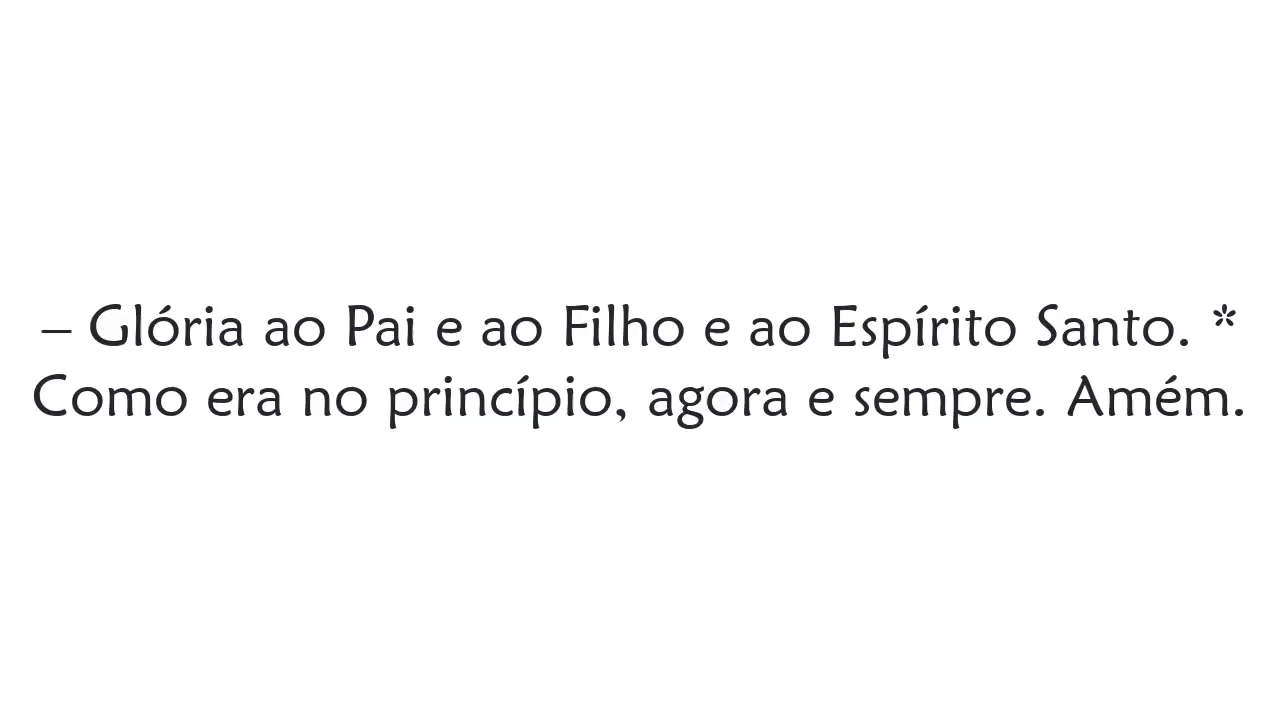 – Glória ao Pai e ao Filho e ao Espírito Santo. *
Como era no princípio, agora e sempre. Amém.